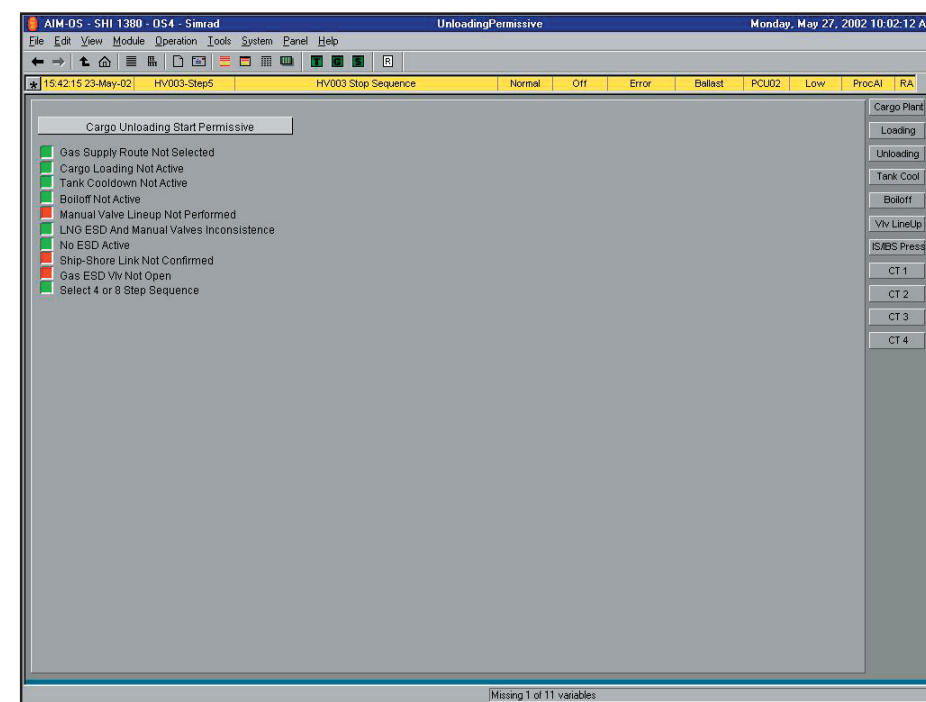 AIM-OS - SHI 1380 - OS4 - Simrad UnloadingPermissive Monday, May 27, 2002 10:02:12 A
File Edit View Module Operation Tools System Panel Help
T G S R
15:42:15 23-May-02 HV003-Step5 HV003 Stop Sequence Normal Off Error Ballast PCU02 Low ProcAl RA
Cargo Unloading Start Permissive
Gas Supply Route Not Selected
Cargo Loading Not Active
Tank Cooldown Not Active
Boiloff Not Active
Manual Valve Lineup Not Performed
LNG ESD And Manual Valves Inconsistence
No ESD Active
Ship-Shore Link Not Confirmed
Gas ESD Vlv Not Open
Select 4 or 8 Step Sequence
Cargo Plant
Loading
Unloading
Tank Cool
Boiloff
Vlv LineUp
IS/IBS Press
CT 1
CT 2
CT 3
CT 4
Missing 1 of 11 variables